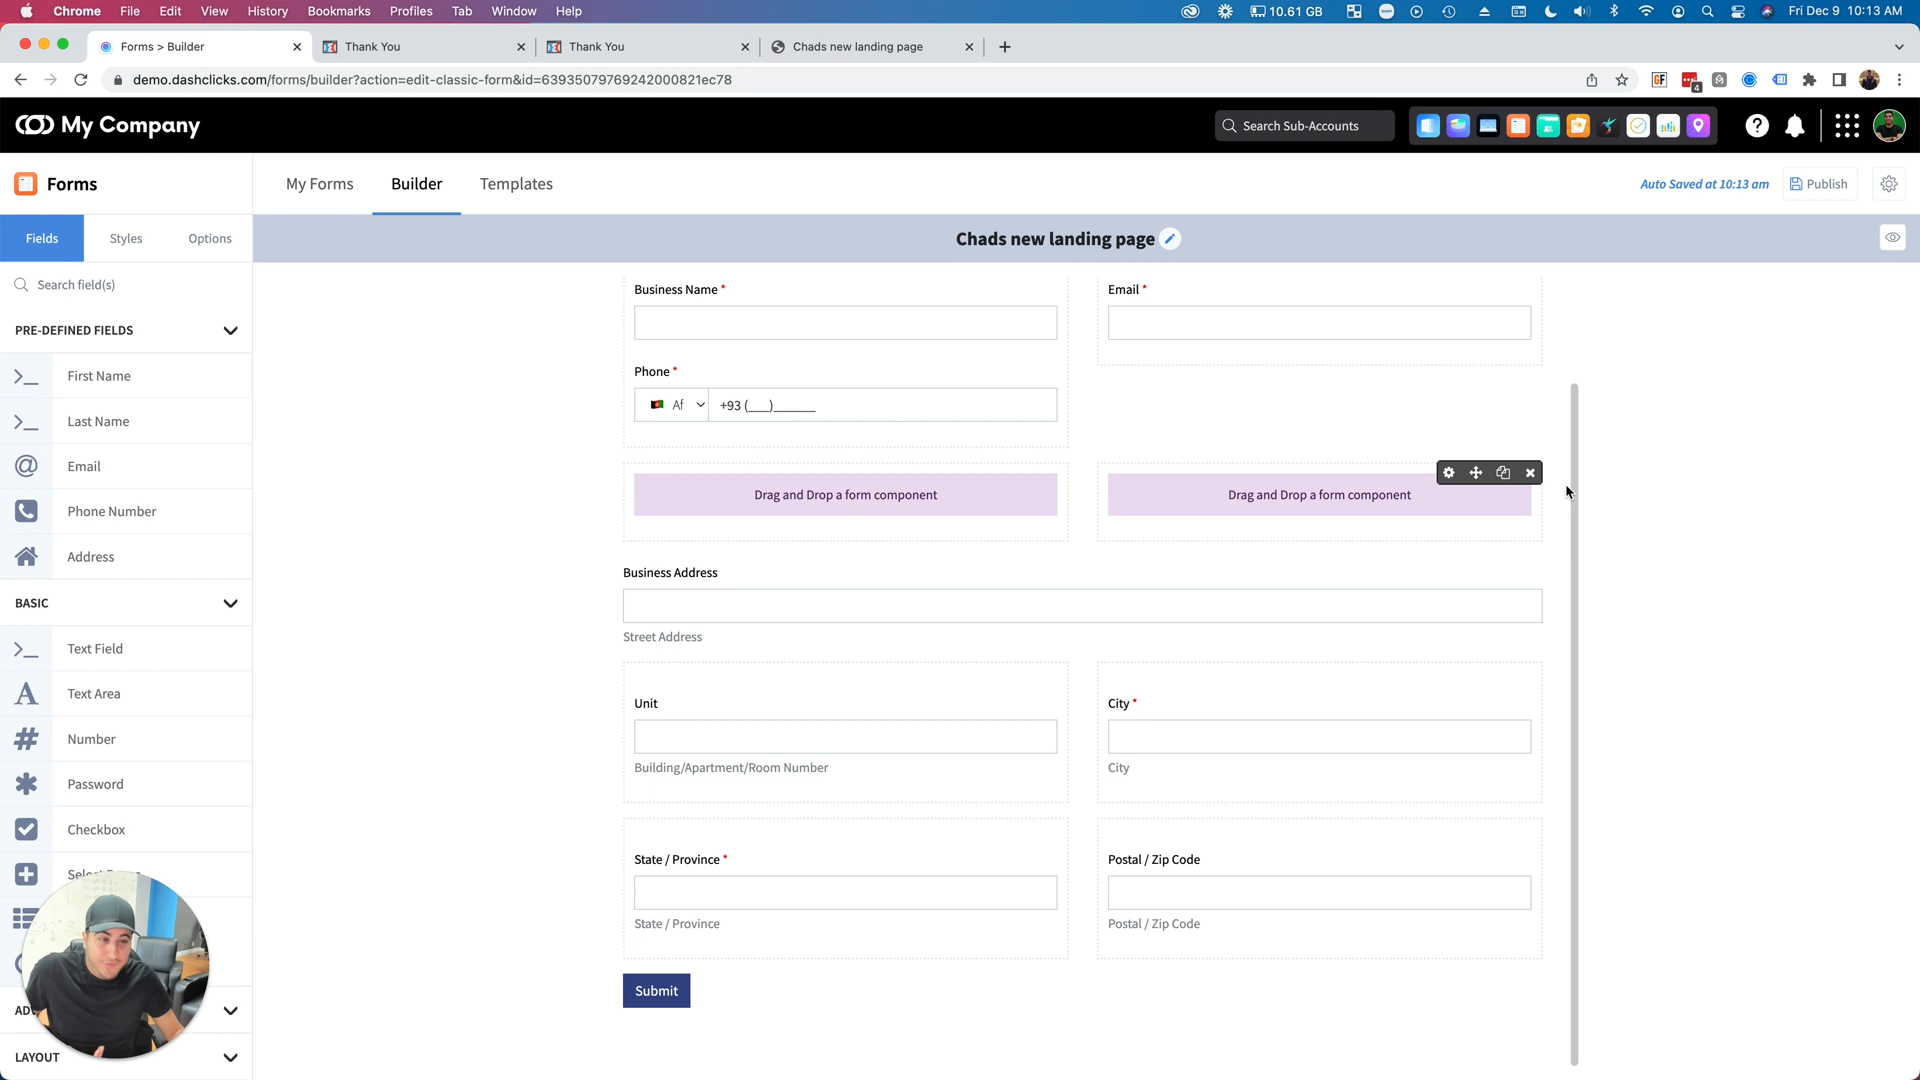 Chrome File Edit View History Bookmarks Profiles Tab Window Help 10.61 GB Fri Dec 9 10:13 AM
Forms > Builder Thank You Thank You Chads new landing page
demo.dashclicks.com/forms/builder?action=edit-classic-form&id=63935079769242000821ec78
GF 4
My Company Search Sub-Accounts
Forms My Forms Builder Templates Auto Saved at 10:13 am Publish
Fields Styles Options Chads new landing page
Search field(s)
Business Name * Email *
PRE-DEFINED FIELDS
First Name
Phone *
Af +93 (___)______
Last Name
Email
Drag and Drop a form component Drag and Drop a form component
Phone Number
Address
Business Address
BASIC
Street Address
Text Field
Text Area
Unit City *
Number
Building/Apartment/Room Number City
Password
Checkbox
State / Province * Postal / Zip Code
State / Province Postal / Zip Code
Submit
LAYOUT